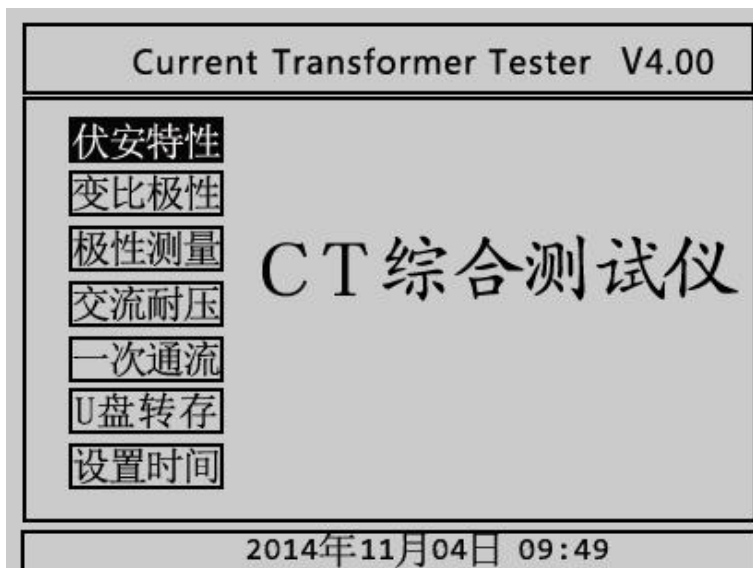 Current Transformer Tester V4.00
伏安特性
变比极性
极性测量
交流耐压
一次通流
U盘转存
设置时间
CT综合测试仪
2014年11月04日 09:49